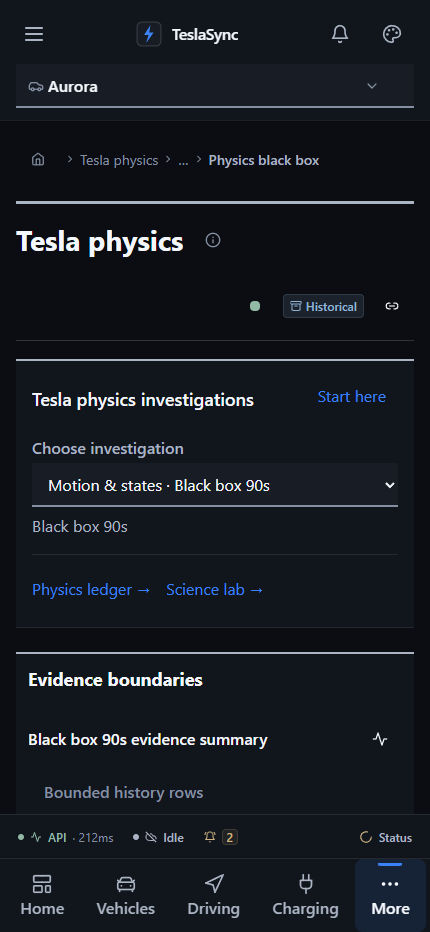 TeslaSync
Aurora
Tesla physics
...
Physics black box
Tesla physics
Historical
Tesla physics investigations
Start here
Choose investigation
Motion & states · Black box 90s
Black box 90s
Physics ledger → Science lab →
Evidence boundaries
Black box 90s evidence summary
Bounded history rows
API · 212ms
Idle
2
Status
Home
Vehicles
Driving
Charging
More